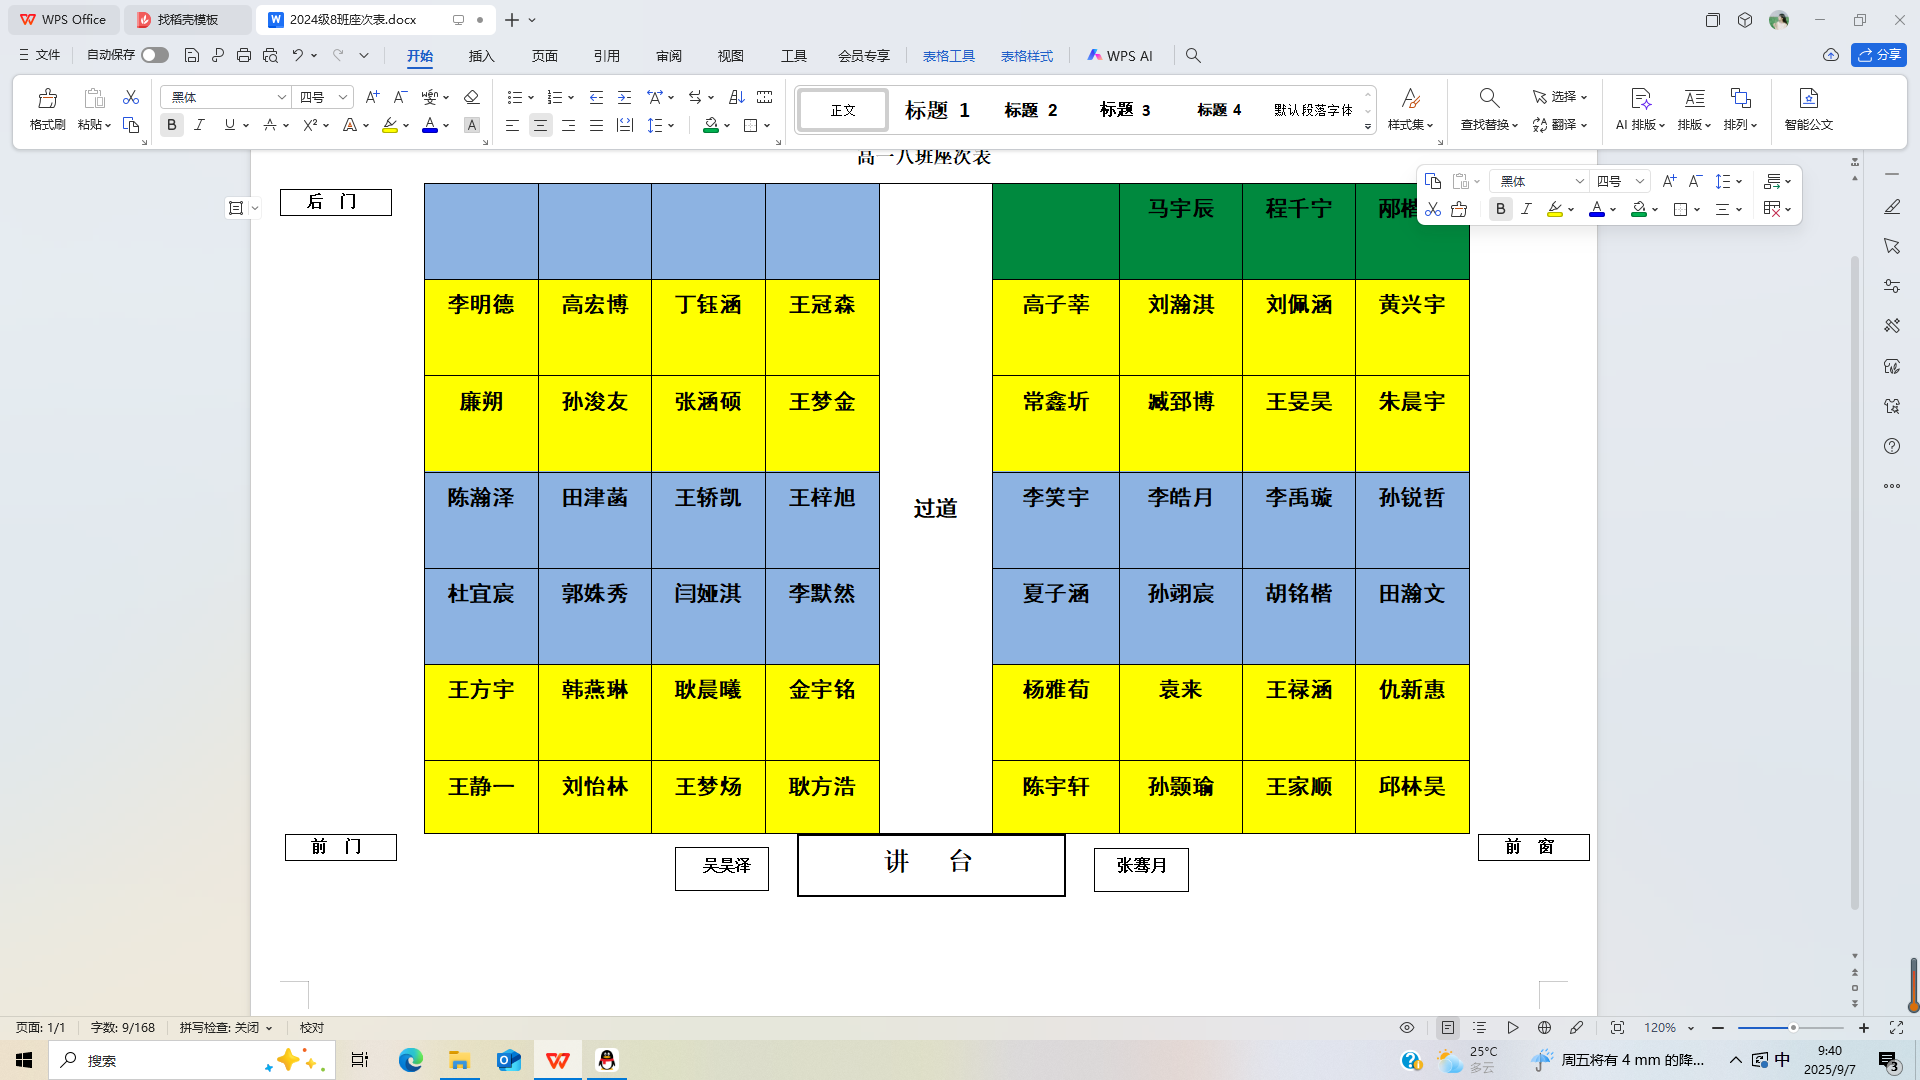 WPS Office 找稻壳模板 2024级8班座次表.docx
文件 自动保存 开始 插入 页面 引用 审阅 视图 工具 会员专享 表格工具 表格样式 WPS AI 分享
格式刷 粘贴 黑体 四号 正文 标题 1 标题 2 标题 3 标题 4 默认段落字体 样式集 查找替换 选择 翻译 AI 排版 排版 排列 智能公文
高一八班座次表
黑体 四号
后 门
马宇辰 程千宁
李明德 高宏博 丁钰涵 王冠森 高子莘 刘瀚淇 刘佩涵 黄兴宇
廉朔 孙浚友 张涵硕 王梦金 常鑫圻 臧郅博 王旻昊 朱晨宇
陈瀚泽 田津菡 王轿凯 王梓旭 过道 李笑宇 李皓月 李禹璇 孙锐哲
杜宜宸 郭姝秀 闫娅淇 李默然 夏子涵 孙翊宸 胡铭楷 田瀚文
王方宇 韩燕琳 耿晨曦 金宇铭 杨雅荀 袁来 王禄涵 仇新惠
王静一 刘怡林 王梦炀 耿方浩 陈宇轩 孙颢瑜 王家顺 邱林昊
前 门 吴昊泽 讲 台 张骞月 前 窗
页面: 1/1 字数: 9/168 拼写检查: 关闭 校对 120%
搜索 25°C 多云 周五将有 4 mm 的降... 中 9:40 2025/9/7 3